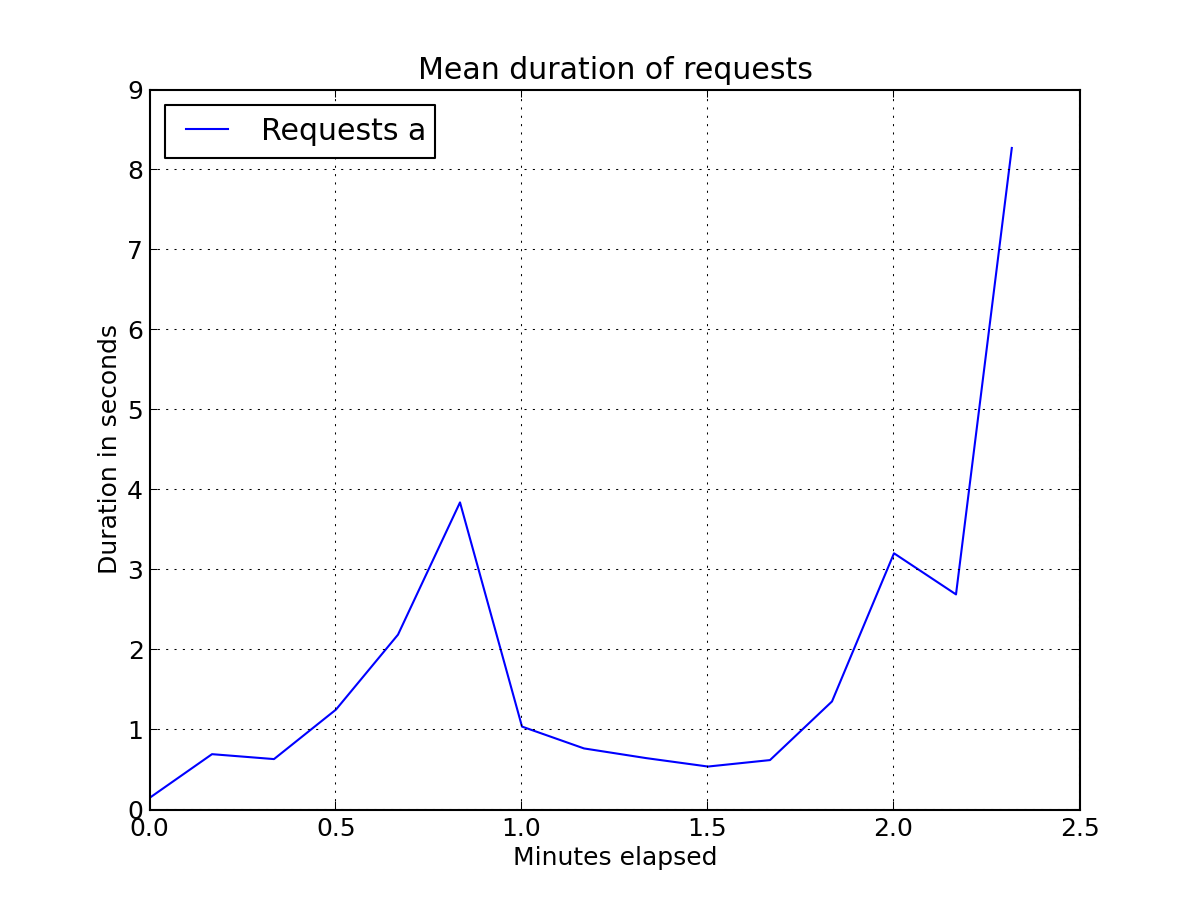 Mean duration of requests
Requests a
9
8
7
6
5
4
3
2
1
0
Duration in seconds
0.0 0.5 1.0 1.5 2.0 2.5
Minutes elapsed